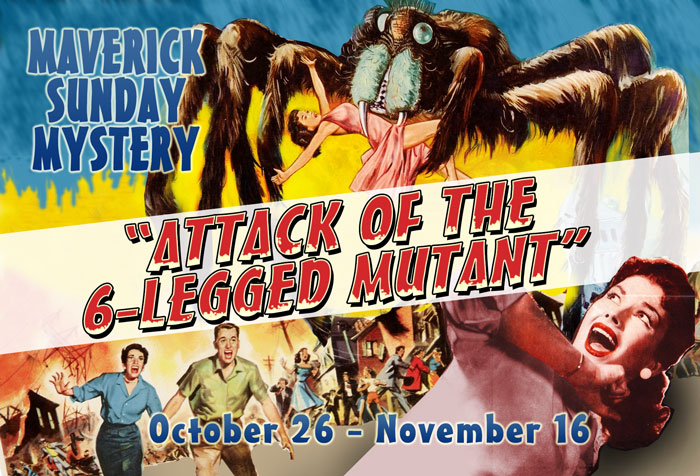 MAVERICK
SUNDAY
MYSTERY
"ATTACK OF THE
6-LEGGED MUTANT"
October 26 - November 16